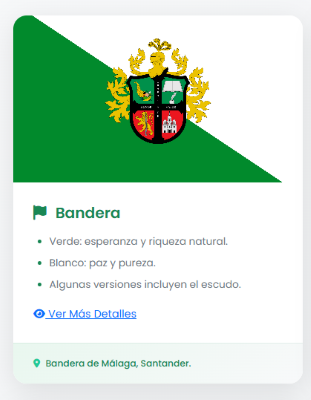 Bandera
Verde: esperanza y riqueza natural.
Blanco: paz y pureza.
Algunas versiones incluyen el escudo.
Ver Más Detalles
Bandera de Málaga, Santander.